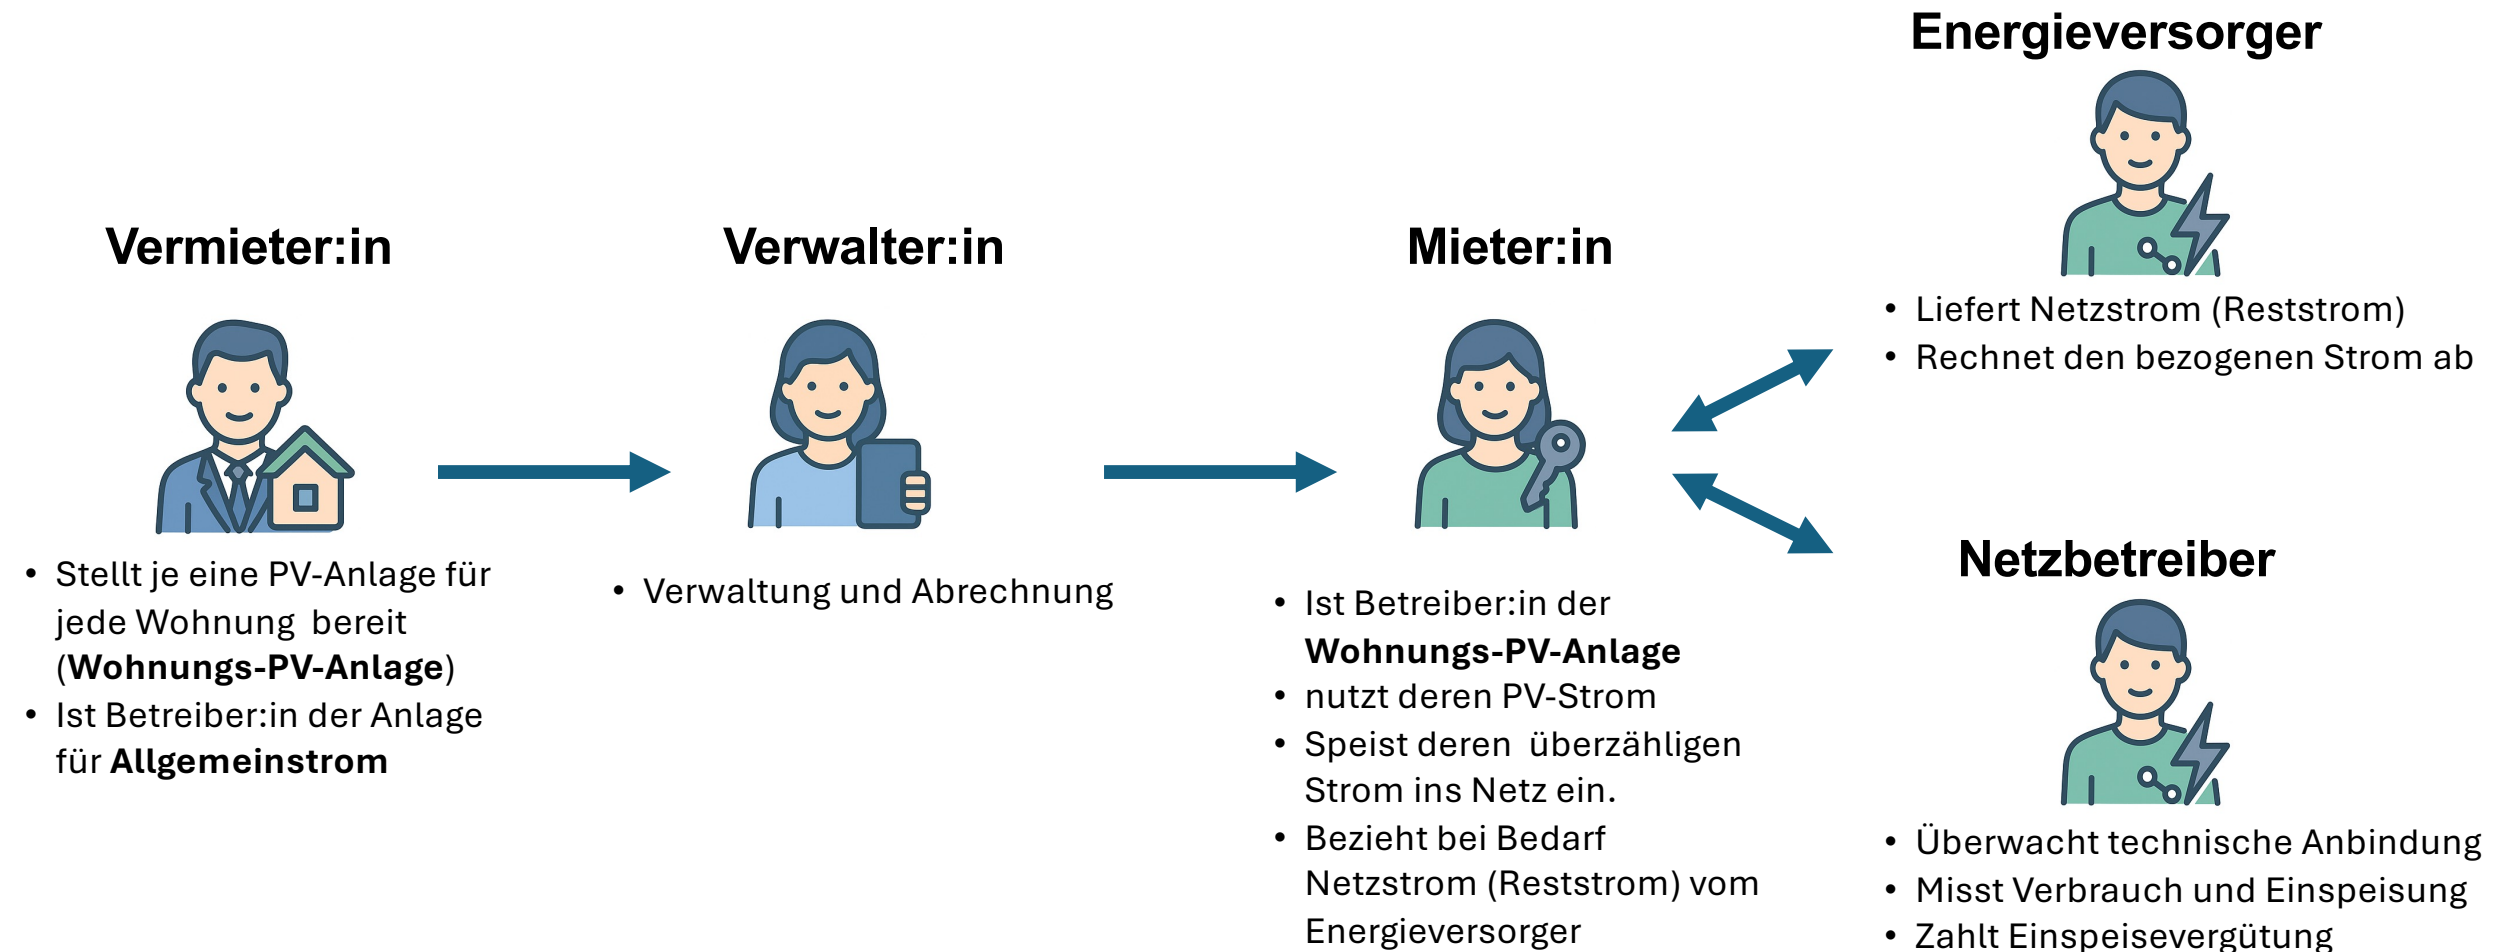 Vermieter:in
• Stellt je eine PV-Anlage für
jede Wohnung  bereit
(Wohnungs-PV-Anlage)
• Ist Betreiber:in der Anlage
für Allgemeinstrom
Verwalter:in
• Verwaltung und Abrechnung
Mieter:in
• Ist Betreiber:in der
Wohnungs-PV-Anlage
• nutzt deren PV-Strom
• Speist deren  überzähligen
Strom ins Netz ein.
• Bezieht bei Bedarf
Netzstrom (Reststrom) vom
Energieversorger
Energieversorger
• Liefert Netzstrom (Reststrom)
• Rechnet den bezogenen Strom ab
Netzbetreiber
• Überwacht technische Anbindung
• Misst Verbrauch und Einspeisung
• Zahlt Einspeisevergütung